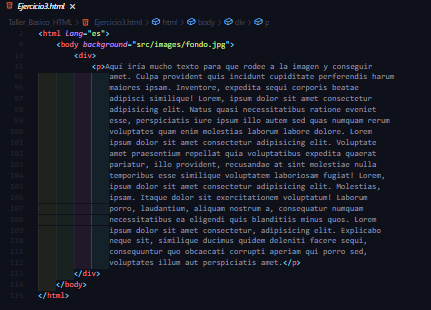 Ejercicio3.html ×
Taller Basico_HTML > Ejercicio3.html > html > body > div > p
2 <html lang="es">
9 <body background="src/images/fondo.jpg">
<div>
<p>Aquí iría mucho texto para que rodee a la imagen y conseguir
amet. Culpa provident quis incidunt cupiditate perferendis harum
maiores ipsam. Inventore, expedita sequi corporis beatae
adipisci similique! Lorem, ipsum dolor sit amet consectetur
adipisicing elit. Natus quasi necessitatibus ratione eveniet
esse, perspiciatis iure ipsum illo autem sed quas numquam rerum
voluptates quam enim molestias laborum labore dolore. Lorem
ipsum dolor sit amet consectetur adipisicing elit. Voluptate
amet praesentium repellat quia voluptatibus expedita quaerat
pariatur, illo provident, recusandae at sint molestiae nulla
temporibus esse similique voluptatem laboriosam fugiat! Lorem,
ipsum dolor sit amet consectetur adipisicing elit. Molestias,
ipsam. Itaque dolor sit exercitationem voluptatum! Laborum
porro, laudantium, aliquam nostrum a, consequatur numquam
necessitatibus ea eligendi quis blanditiis minus quos. Lorem
ipsum dolor sit amet consectetur, adipisicing elit. Explicabo
neque sit, similique ducimus quidem deleniti facere sequi,
consequuntur quo obcaecati corrupti aperiam qui porro sed,
voluptates illum aut perspiciatis amet.</p>
</div>
</body>
</html>